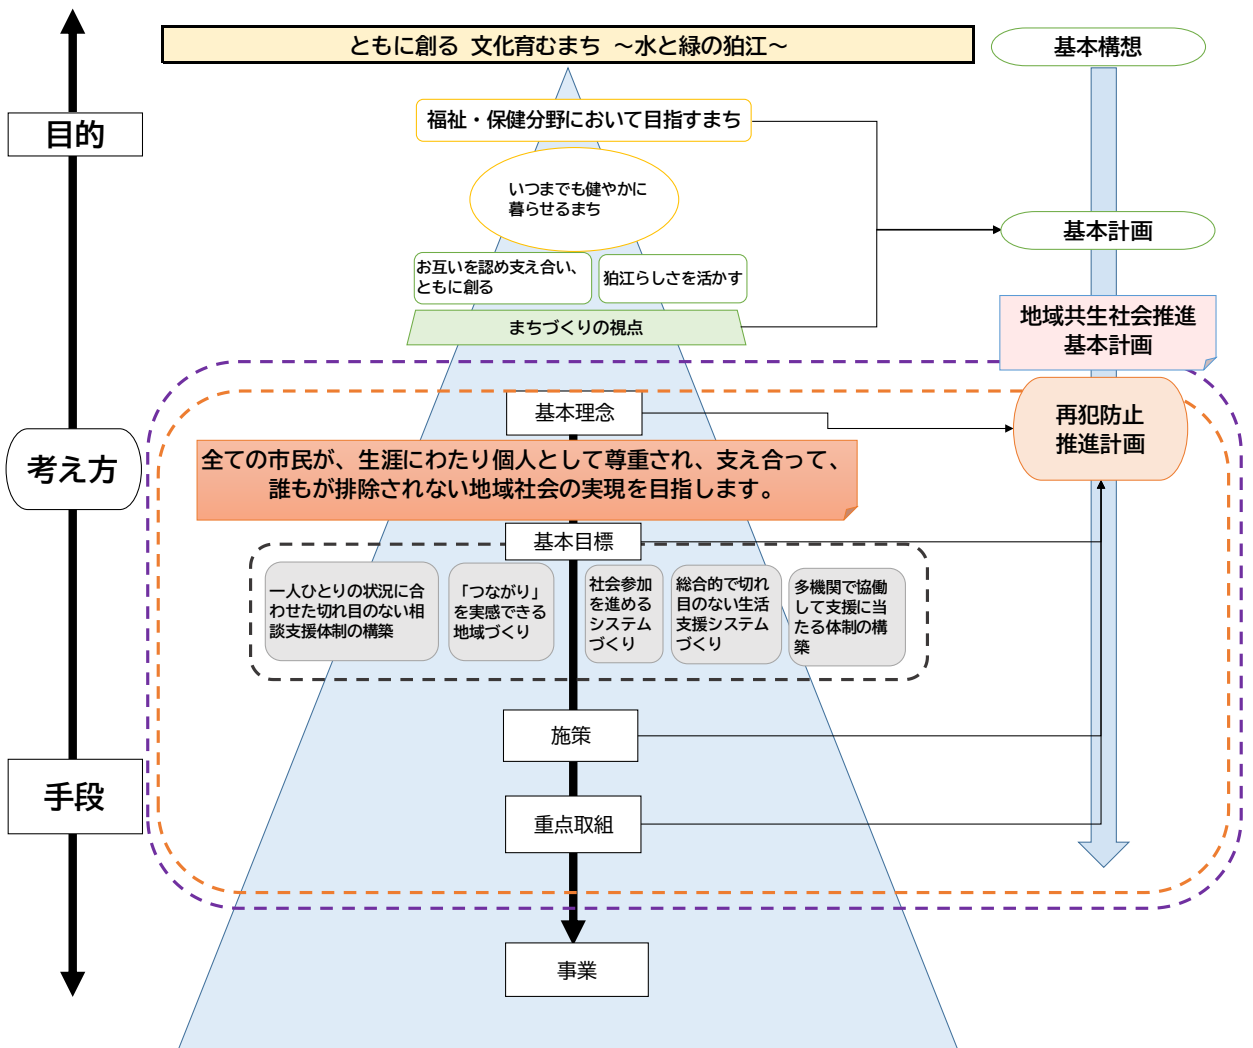 ともに創る 文化育むまち ～水と緑の狛江～
基本構想
目的
福祉・保健分野において目指すまち
いつまでも健やかに
暮らせるまち
基本計画
お互いを認め支え合い、
ともに創る
狛江らしさを活かす
まちづくりの視点
地域共生社会推進
基本計画
基本理念
再犯防止
推進計画
考え方
全ての市民が、生涯にわたり個人として尊重され、支え合って、
誰もが排除されない地域社会の実現を目指します。
基本目標
一人ひとりの状況に合
わせた切れ目のない相
談支援体制の構築
「つながり」
を実感できる
地域づくり
社会参加
を進める
システム
づくり
総合的で切れ
目のない生活
支援システム
づくり
多機関で協働
して支援に当
たる体制の構
築
施策
手段
重点取組
事業